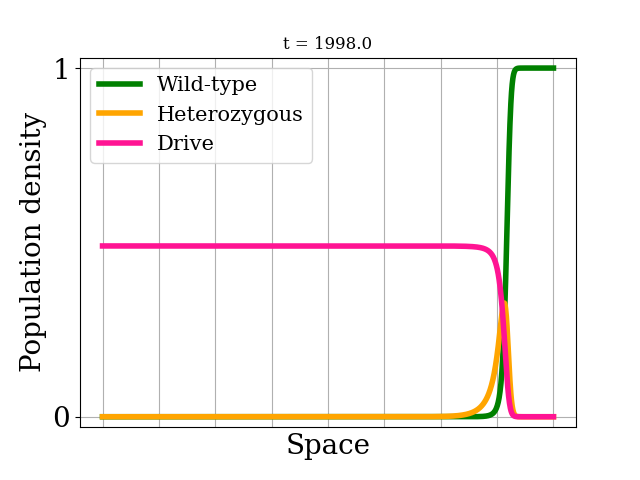 t = 1998.0
1
Wild-type
Heterozygous
Drive
Population density
0
Space